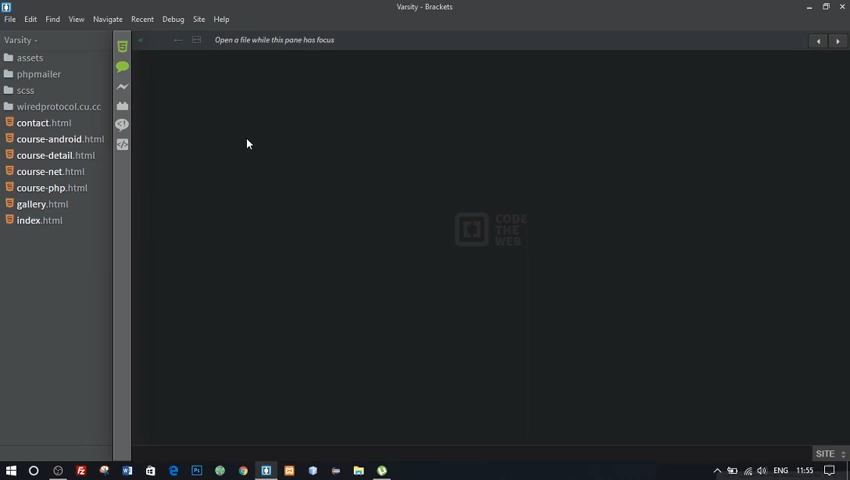 Varsity - Brackets
File Edit Find View Navigate Recent Debug Site Help
Varsity -
Open a file while this pane has focus
assets
phpmailer
scss
wiredprotocol.cu.cc
contact.html
course-android.html
course-detail.html
course-net.html
course-php.html
gallery.html
index.html
CODE
THE
WEB
SITE
ENG 11:55